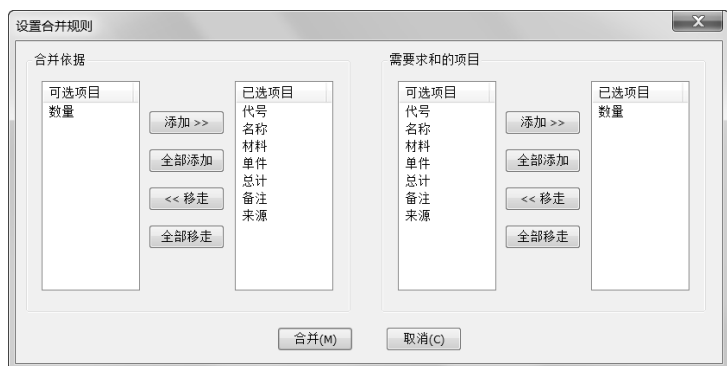 设置合并规则
X
合并依据
可选项目
数量
添加 >>
全部添加
<< 移走
全部移走
已选项目
代号
名称
材料
单件
总计
备注
来源
需要求和的项目
可选项目
代号
名称
材料
单件
总计
备注
来源
添加 >>
全部添加
<< 移走
全部移走
已选项目
数量
合并(M)
取消(C)